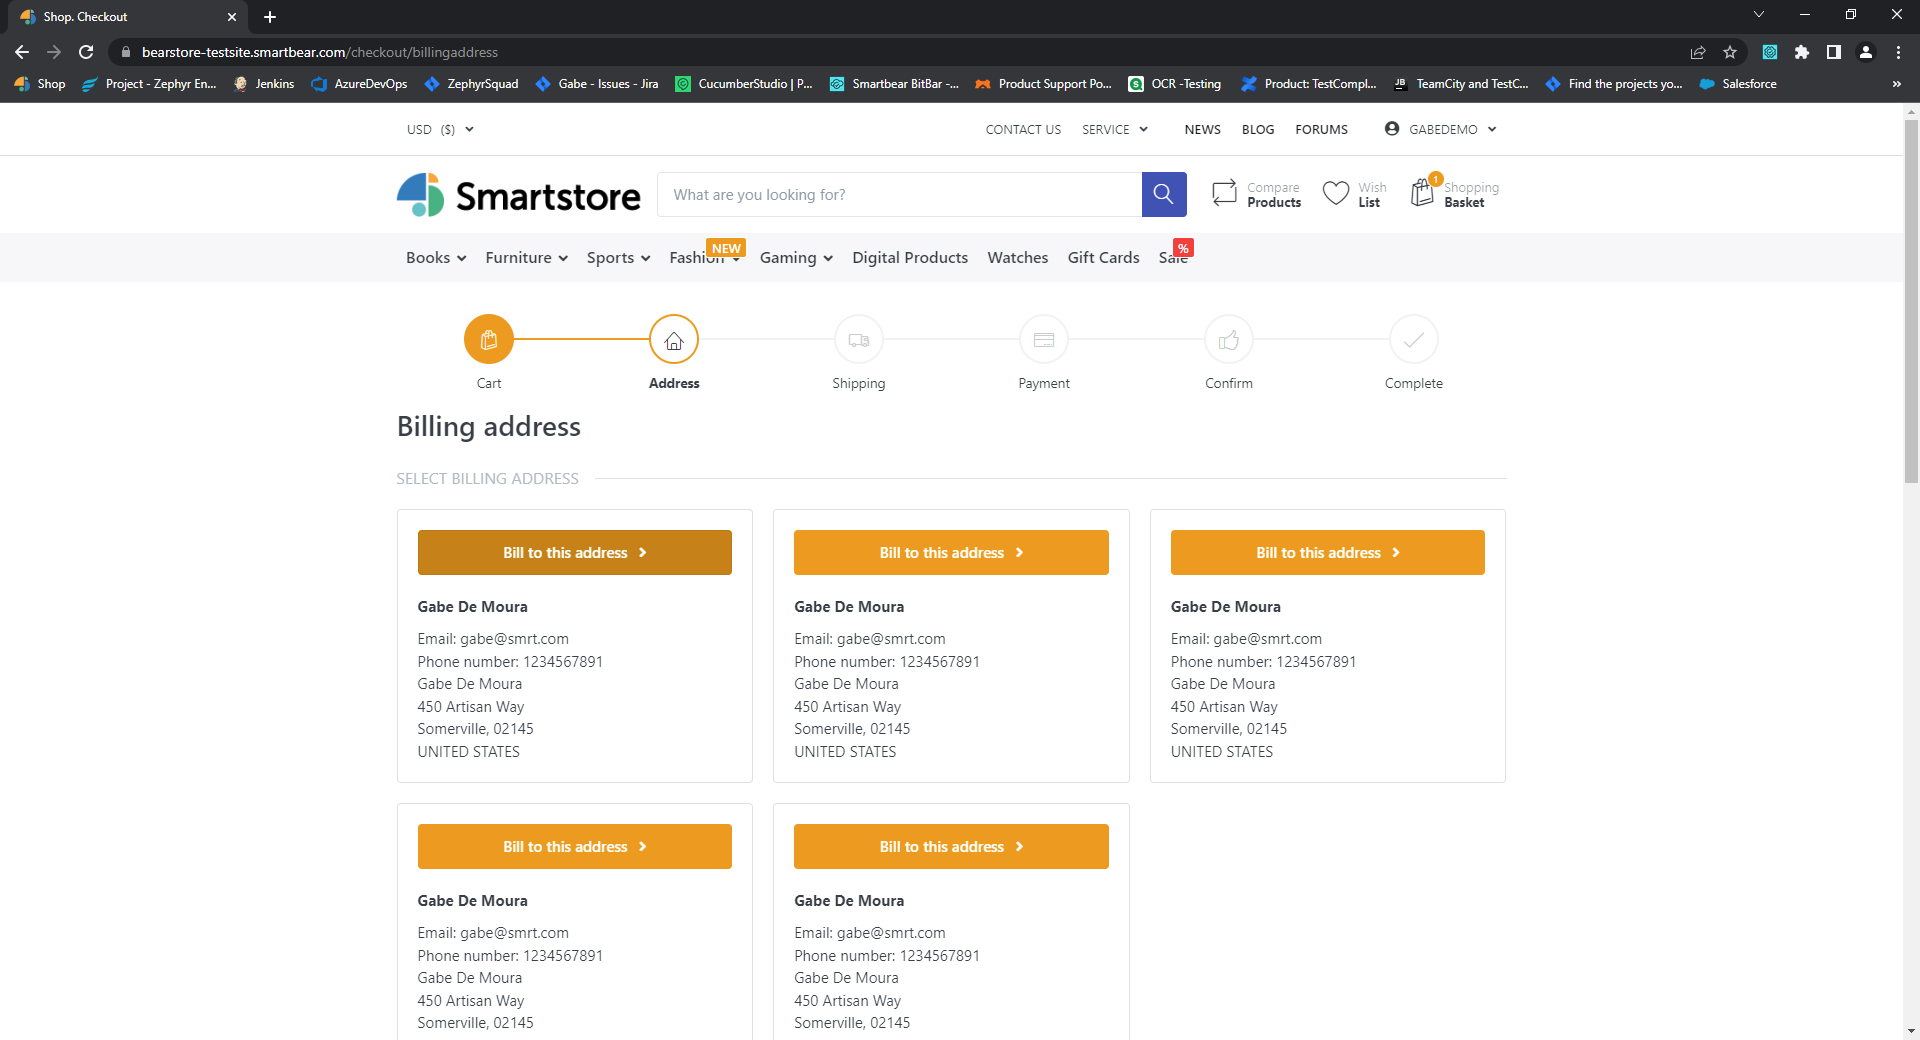 Shop. Checkout
bearstore-testsite.smartbear.com/checkout/billingaddress
Shop Project - Zephyr En... Jenkins AzureDevOps ZephyrSquad Gabe - Issues - Jira CucumberStudio | P... Smartbear BitBar -... Product Support Po... OCR -Testing Product: TestCompl... TeamCity and TestC... Find the projects yo... Salesforce »
USD ($) CONTACT US SERVICE NEWS BLOG FORUMS GABEDEMO
Smartstore What are you looking for? Compare Products Wish List 1 Shopping Basket
Books Furniture Sports Fashion NEW Gaming Digital Products Watches Gift Cards Sale %
Cart Address Shipping Payment Confirm Complete
Billing address
SELECT BILLING ADDRESS
Bill to this address Bill to this address Bill to this address
Gabe De Moura Gabe De Moura Gabe De Moura
Email: gabe@smrt.com Email: gabe@smrt.com Email: gabe@smrt.com
Phone number: 1234567891 Phone number: 1234567891 Phone number: 1234567891
Gabe De Moura Gabe De Moura Gabe De Moura
450 Artisan Way 450 Artisan Way 450 Artisan Way
Somerville, 02145 Somerville, 02145 Somerville, 02145
UNITED STATES UNITED STATES UNITED STATES
Bill to this address Bill to this address
Gabe De Moura Gabe De Moura
Email: gabe@smrt.com Email: gabe@smrt.com
Phone number: 1234567891 Phone number: 1234567891
Gabe De Moura Gabe De Moura
450 Artisan Way 450 Artisan Way
Somerville, 02145 Somerville, 02145